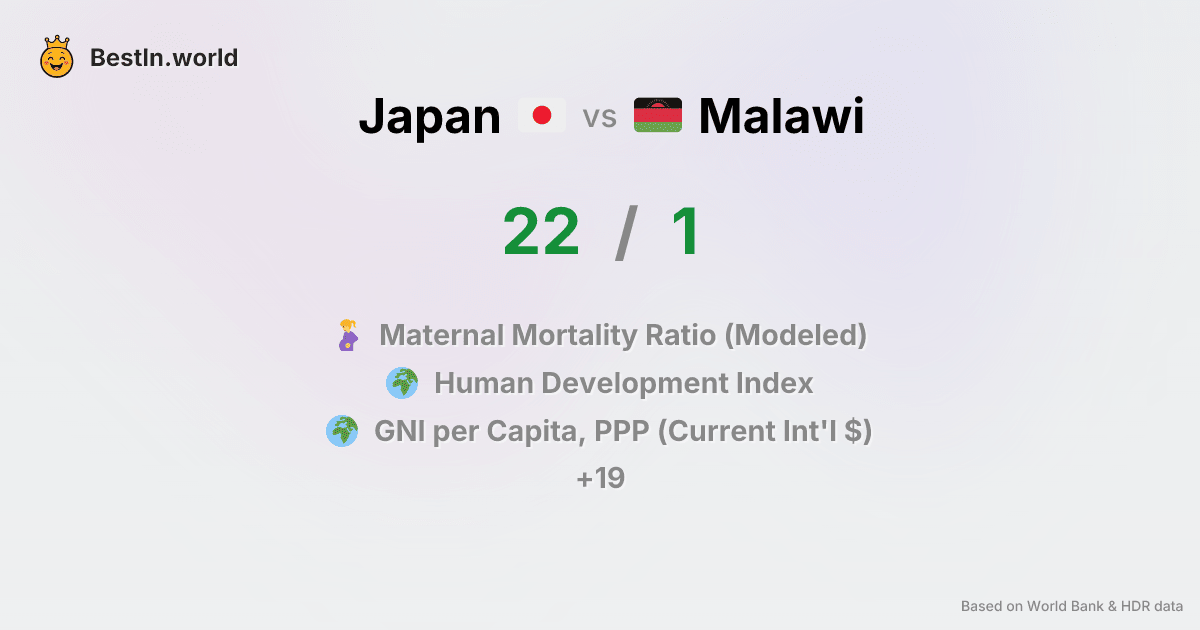 BestIn.world
Japan vs Malawi
22 / 1
Maternal Mortality Ratio (Modeled)
Human Development Index
GNI per Capita, PPP (Current Int'l $)
+19
Based on World Bank & HDR data